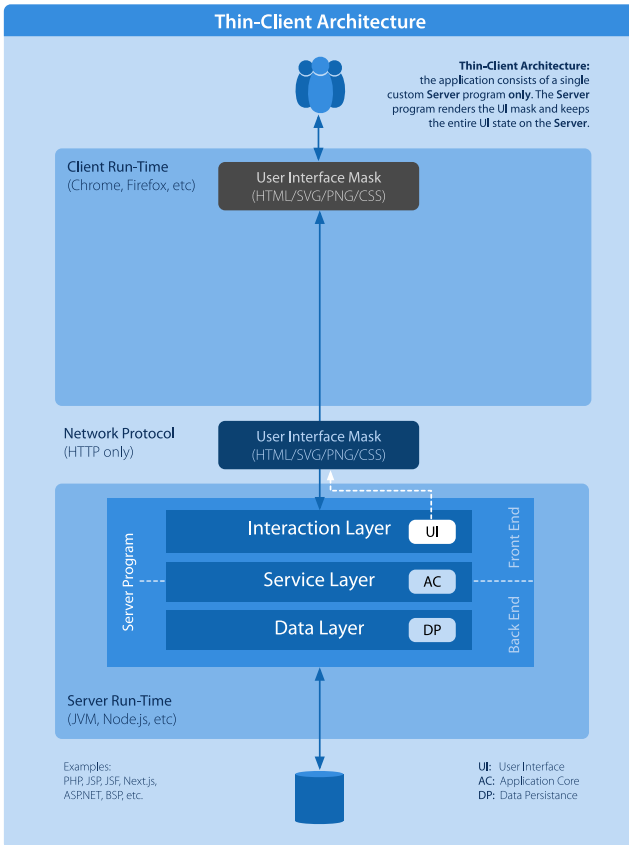 Thin-Client Architecture
Thin-Client Architecture:
the application consists of a single
custom Server program only. The Server
program renders the UI mask and keeps
the entire UI state on the Server.
Client Run-Time
(Chrome, Firefox, etc)
User Interface Mask
(HTML/SVG/PNG/CSS)
Network Protocol
(HTTP only)
User Interface Mask
(HTML/SVG/PNG/CSS)
Server Program
Interaction Layer
UI
Front End
Service Layer
AC
Data Layer
DP
Back End
Server Run-Time
(JVM, Node.js, etc)
Examples:
PHP, JSP, JSF, Next.js,
ASP.NET, BSP, etc.
UI: User Interface
AC: Application Core
DP: Data Persistance